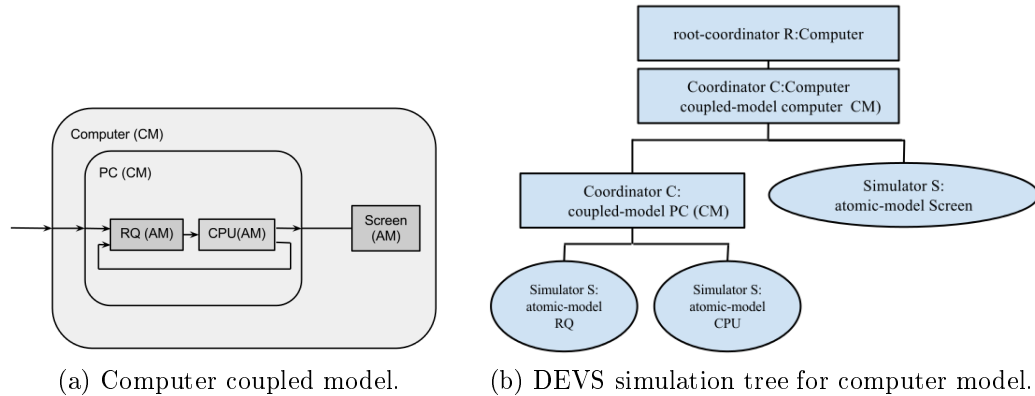 Computer (CM)
PC (CM)
RQ (AM)
CPU(AM)
Screen
(AM)
(a) Computer coupled model.
root-coordinator R:Computer
Coordinator C:Computer
coupled-model computer CM)
Coordinator C:
coupled-model PC (CM)
Simulator S:
atomic-model Screen
Simulator S:
atomic-model
RQ
Simulator S:
atomic-model
CPU
(b) DEVS simulation tree for computer model.